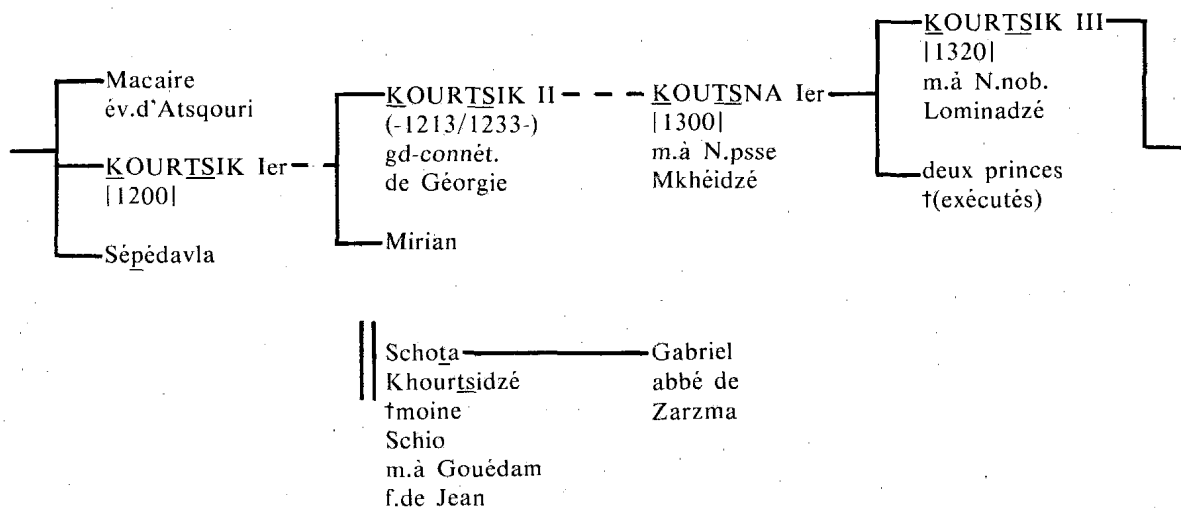 Macaire
év.d'Atsqouri
KOURTSIK Ier
|1200|
Sépédavla
KOURTSIK II
(-1213/1233-)
gd-connét.
de Géorgie
Mirian
KOUTSNA Ier
|1300|
m.à N.psse
Mkhéidzé
KOURTSIK III
|1320|
m.à N.nob.
Lominadzé
deux princes
†(exécutés)
Schota
Khourtsidzé
†moine
Schio
m.à Gouédam
f.de Jean
Gabriel
abbé de
Zarzma